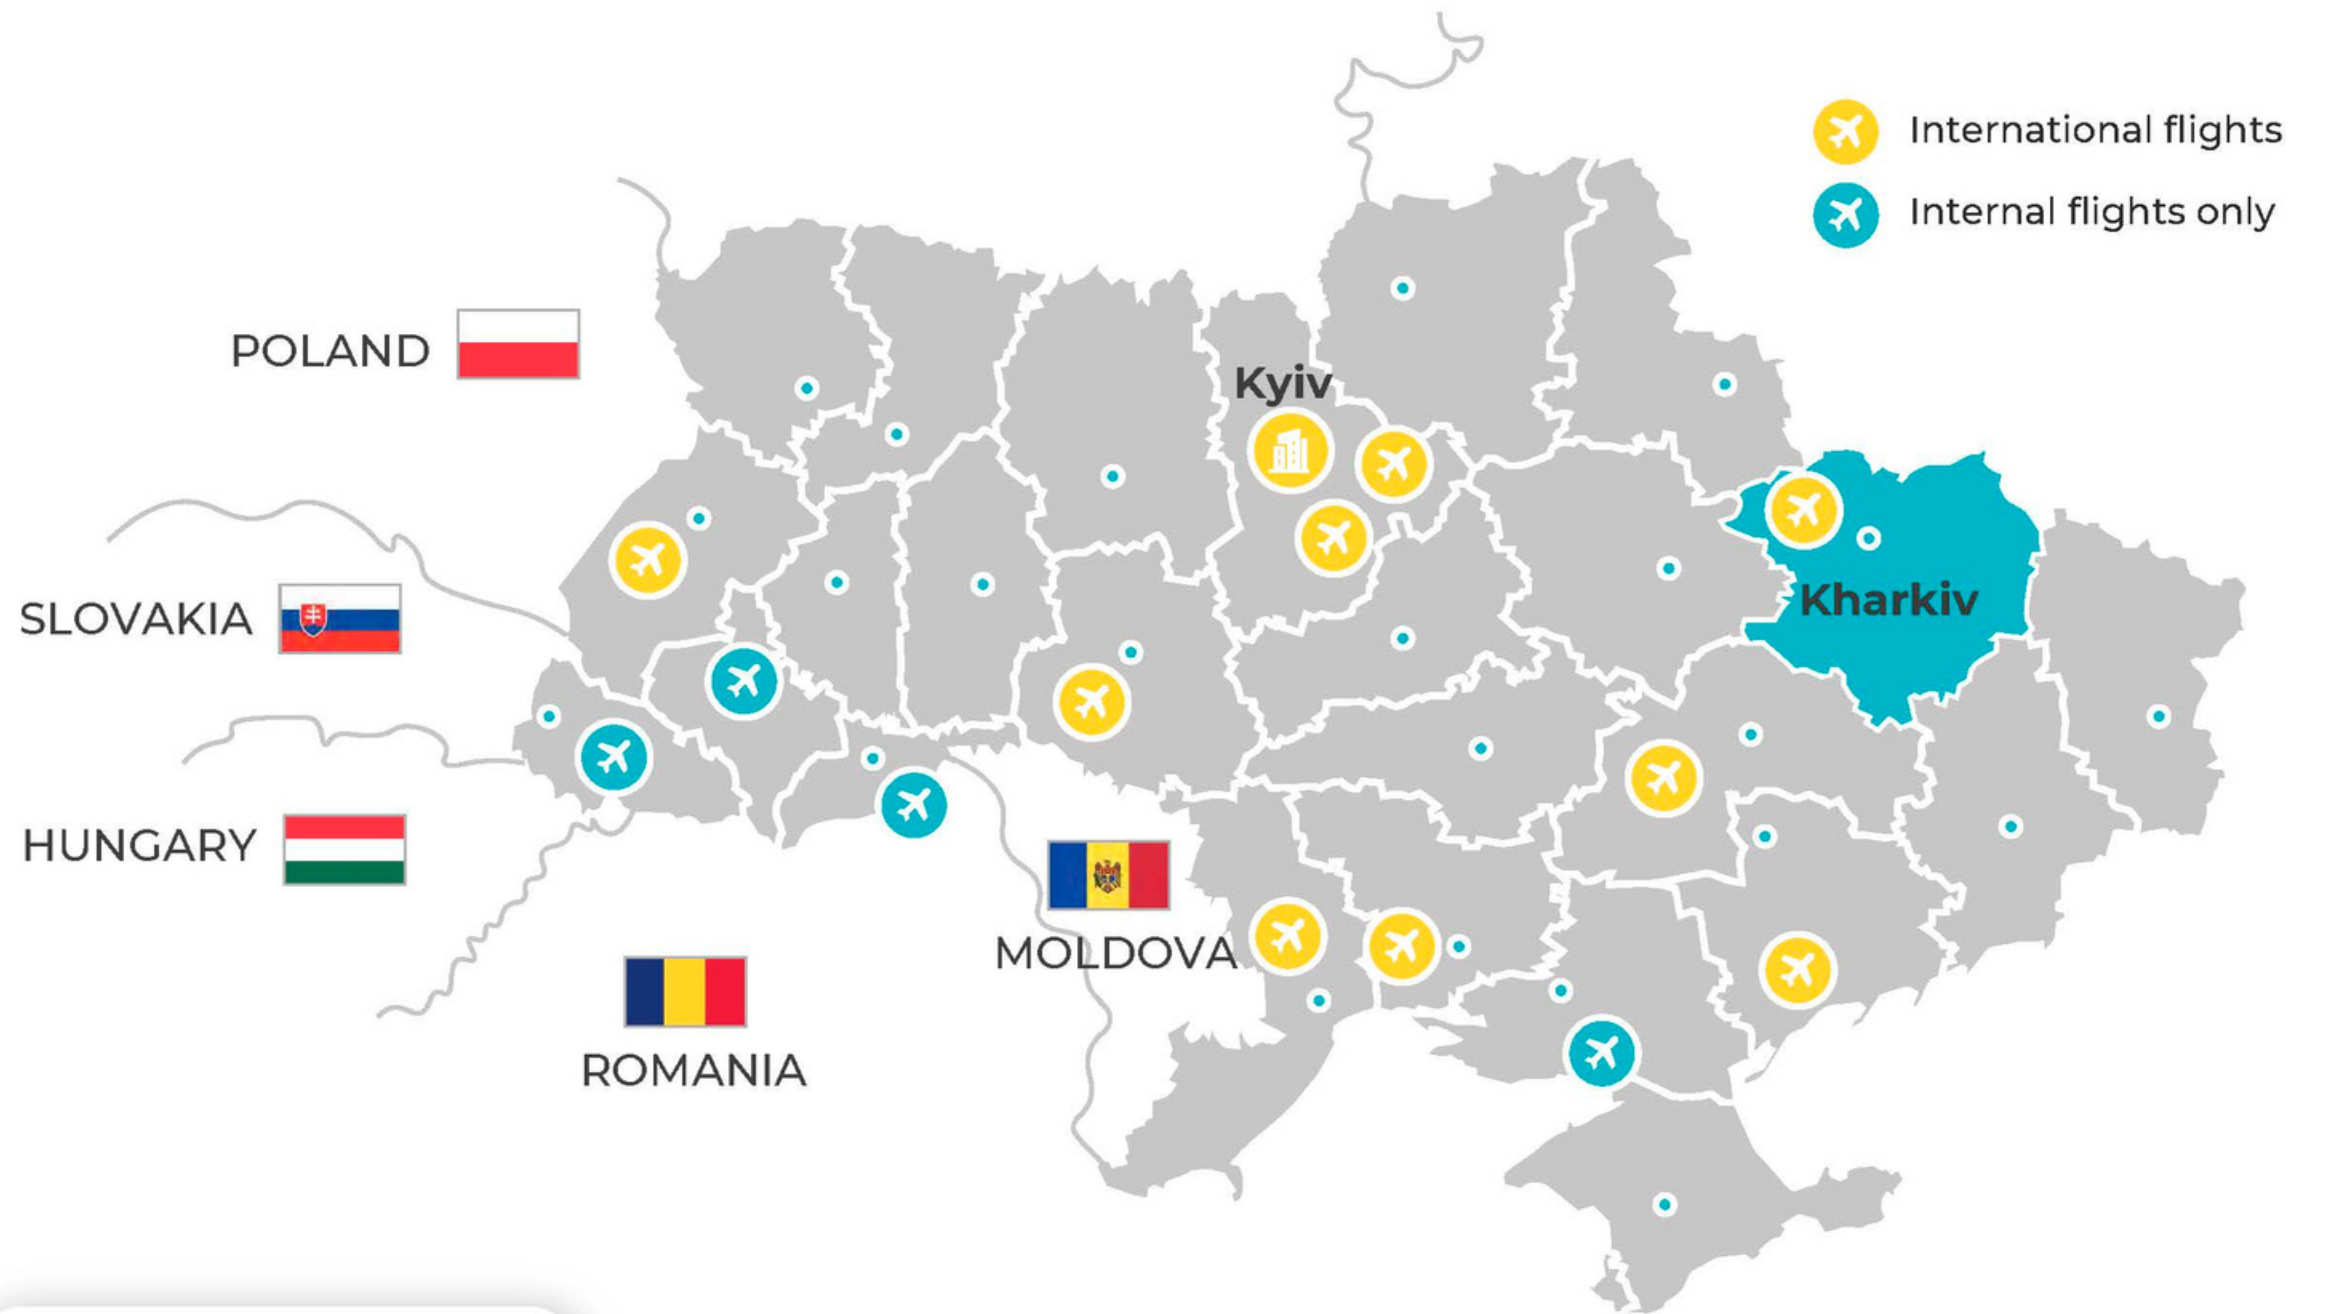 International flights
Internal flights only
POLAND
Kyiv
SLOVAKIA
Kharkiv
HUNGARY
MOLDOVA
ROMANIA